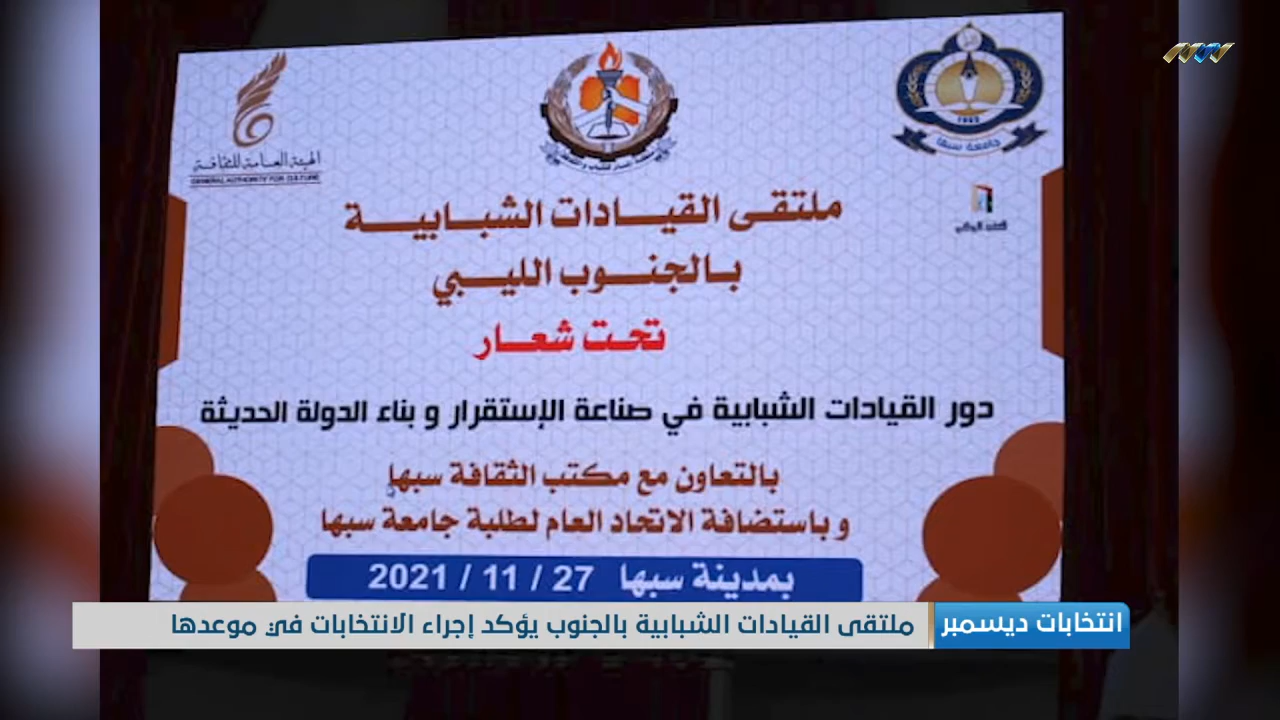 الهيئة العامة للثقافة
GENERAL AUTHORITY FOR CULTURE
جامعة سبها
ملتقى القيادات الشبابية
بالجنوب الليبي
تحت شعار
دور القيادات الشبابية في صناعة الإستقرار و بناء الدولة الحديثة
بالتعاون مع مكتب الثقافة سبها
و باستضافة الاتحاد العام لطلبة جامعة سبها
بمدينة سبها 27 / 11 / 2021
انتخابات ديسمبر
ملتقى القيادات الشبابية بالجنوب يؤكد إجراء الانتخابات في موعدها